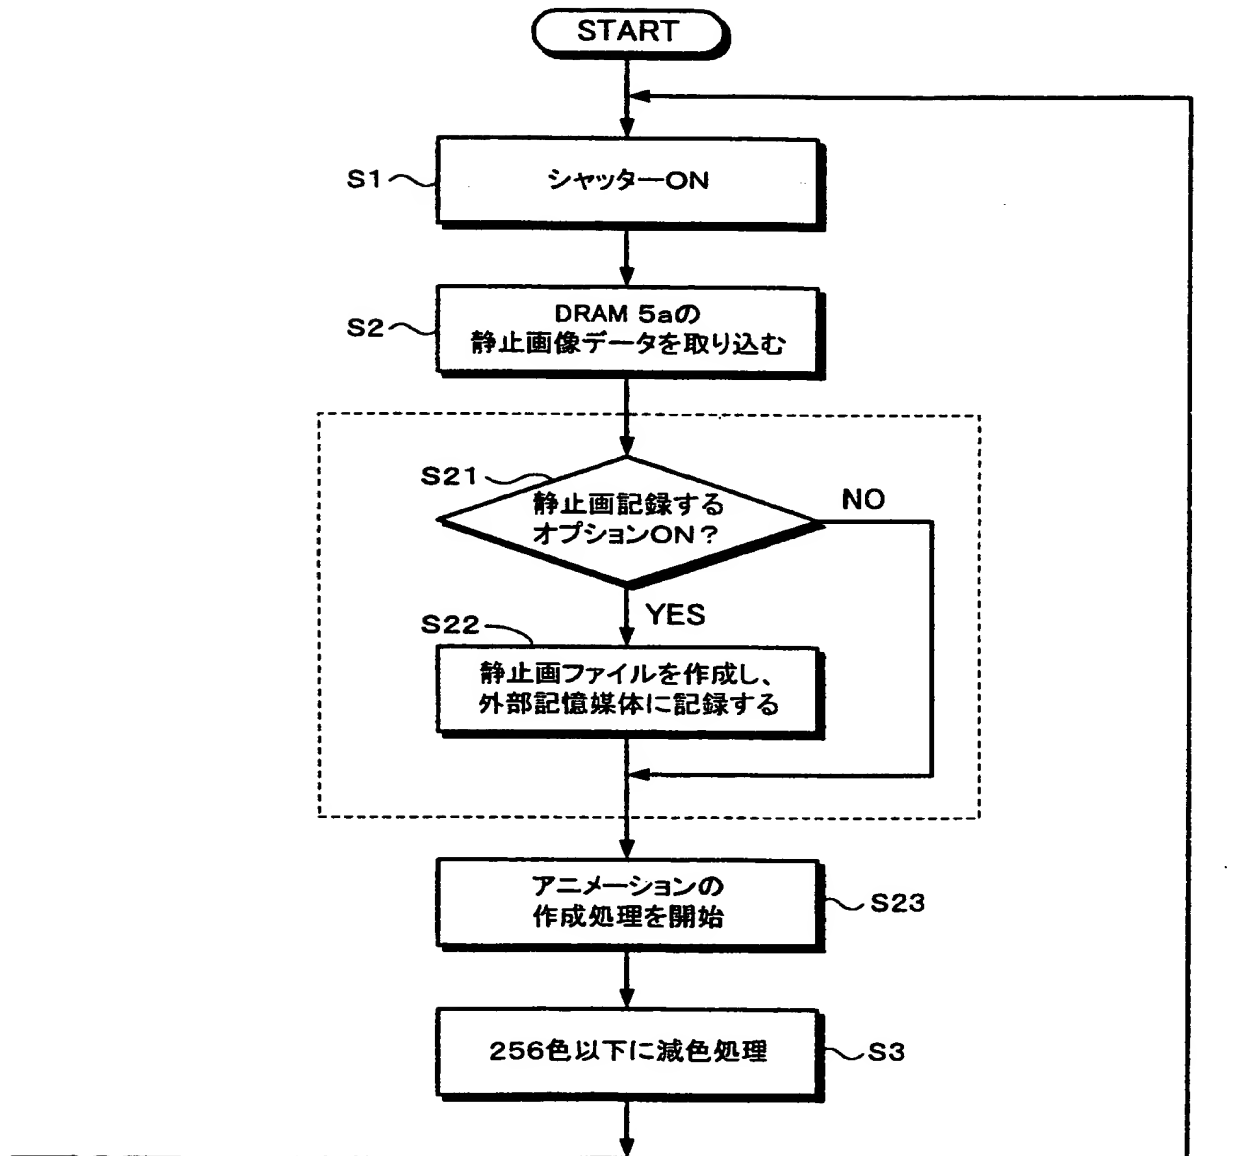 START
S1
シャッターON
S2
DRAM 5aの
静止画像データを取り込む
S21
静止画記録する
オプションON?
NO
YES
S22
静止画ファイルを作成し、
外部記憶媒体に記録する
アニメーションの
作成処理を開始
S23
256色以下に減色処理
S3